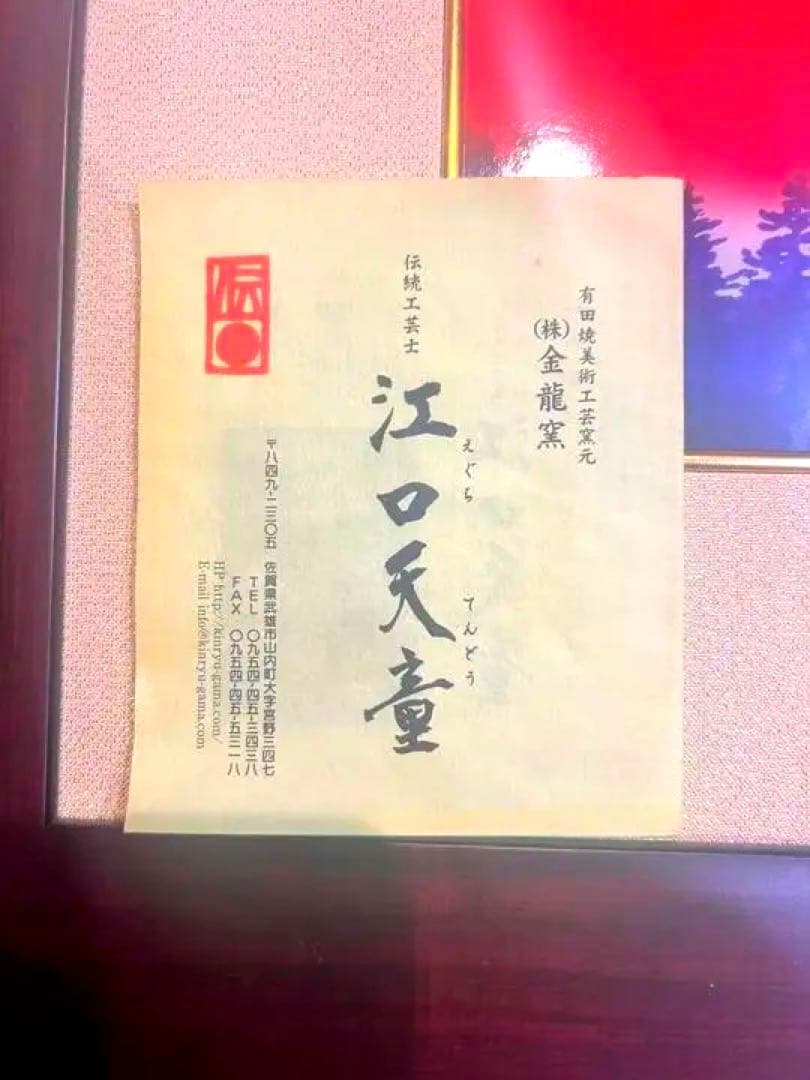 有田焼美術工芸窯元
(株)金龍窯
伝統工芸士
江口天童
えぐち てんどう
伝
〒八四九-二三〇五 佐賀県武雄市山内町大字宮野三四七
TEL 〇九五四-四五-三四三八
FAX 〇九五四-四五-五三一八
HP http://kinryu-gama.com/
E-mail info@kinryu-gama.com